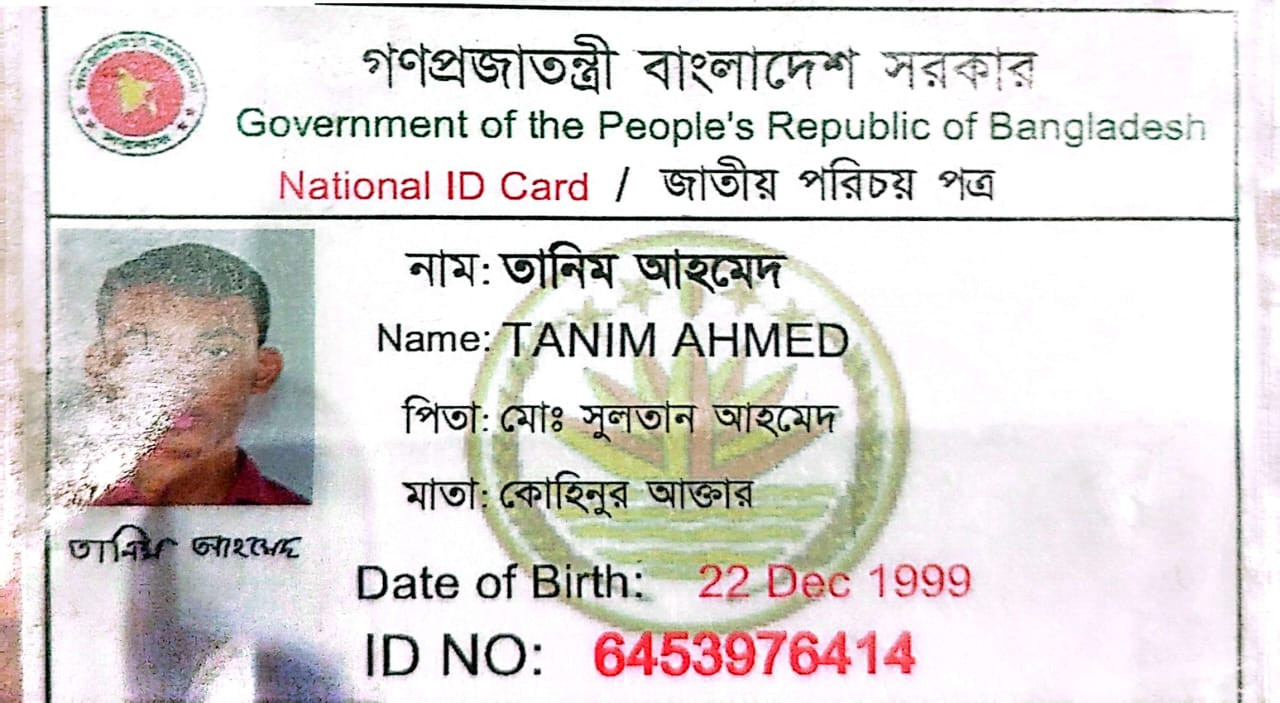 গণপ্রজাতন্ত্রী বাংলাদেশ সরকার
Government of the People's Republic of Bangladesh
National ID Card / জাতীয় পরিচয় পত্র
নাম: তানিম আহমেদ
Name: TANIM AHMED
পিতা: মোঃ সুলতান আহমেদ
মাতা: কোহিনুর আক্তার
তানিম আহমেদ
Date of Birth: 22 Dec 1999
ID NO: 6453976414